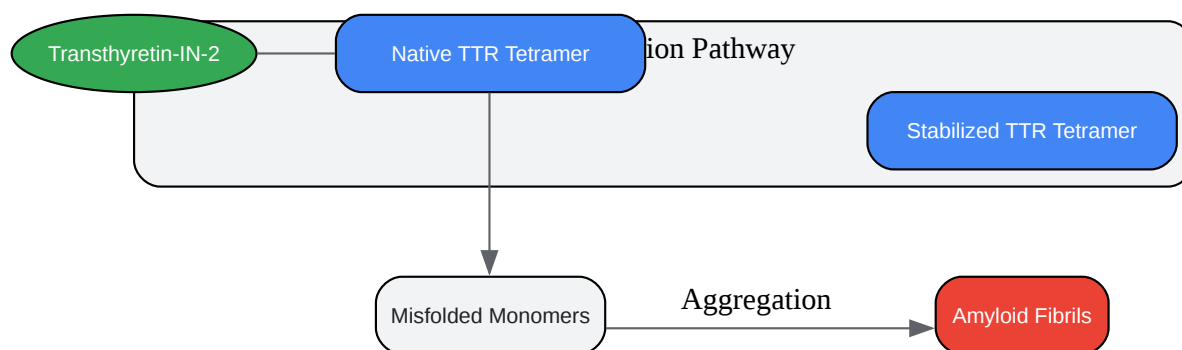 Transthyretin-IN-2
Native TTR Tetramer
ion Pathway
Stabilized TTR Tetramer
Misfolded Monomers
Aggregation
Amyloid Fibrils